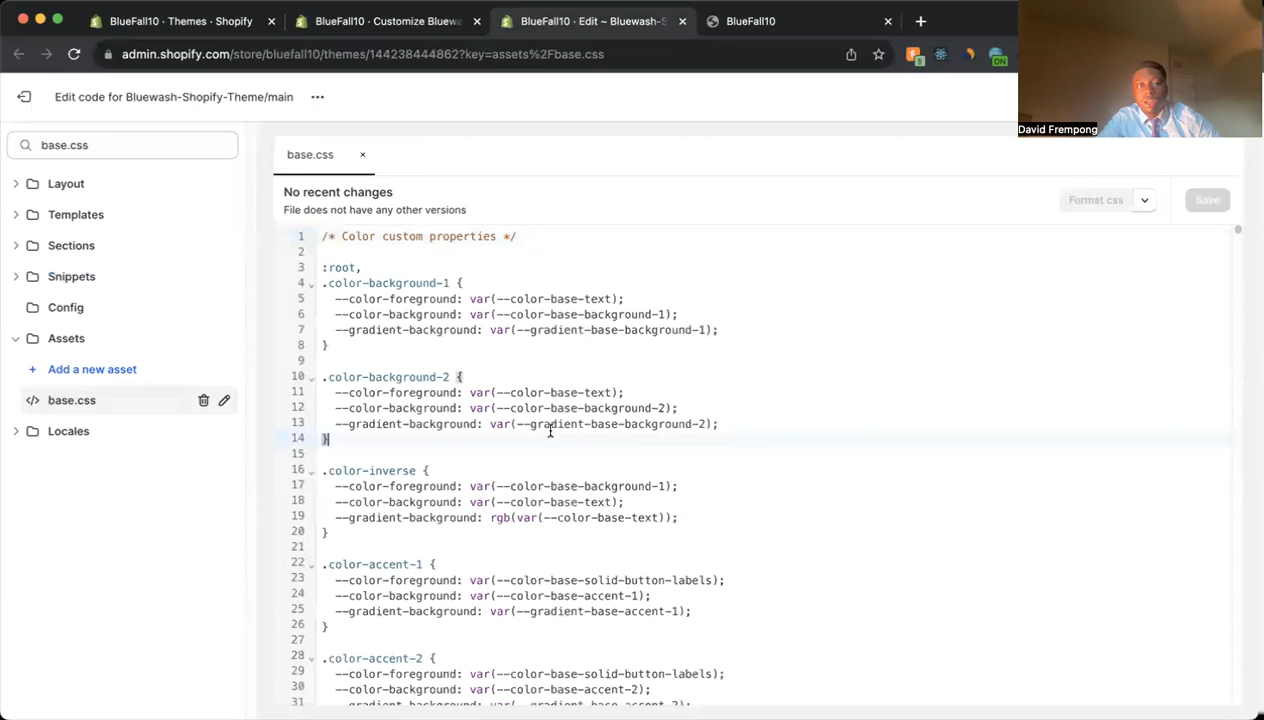 BlueFall10 · Themes · Shopify
BlueFall10 · Customize Bluewa
BlueFall10 · Edit ~ Bluewash-S
BlueFall10
admin.shopify.com/store/bluefall10/themes/144238444862?key=assets%2Fbase.css
5
ON
David Frempong
Edit code for Bluewash-Shopify-Theme/main
base.css
Layout
Templates
Sections
Snippets
Config
Assets
+ Add a new asset
</> base.css
Locales
base.css ×
No recent changes
File does not have any other versions
Format css
Save
1 /* Color custom properties */
2
3 :root,
4 .color-background-1 {
5 --color-foreground: var(--color-base-text);
6 --color-background: var(--color-base-background-1);
7 --gradient-background: var(--gradient-base-background-1);
8 }
9
10 .color-background-2 {
11 --color-foreground: var(--color-base-text);
12 --color-background: var(--color-base-background-2);
13 --gradient-background: var(--gradient-base-background-2);
14 }
15
16 .color-inverse {
17 --color-foreground: var(--color-base-background-1);
18 --color-background: var(--color-base-text);
19 --gradient-background: rgb(var(--color-base-text));
20 }
21
22 .color-accent-1 {
23 --color-foreground: var(--color-base-solid-button-labels);
24 --color-background: var(--color-base-accent-1);
25 --gradient-background: var(--gradient-base-accent-1);
26 }
27
28 .color-accent-2 {
29 --color-foreground: var(--color-base-solid-button-labels);
30 --color-background: var(--color-base-accent-2);
31 --gradient-background: var(--gradient-base-accent-2);